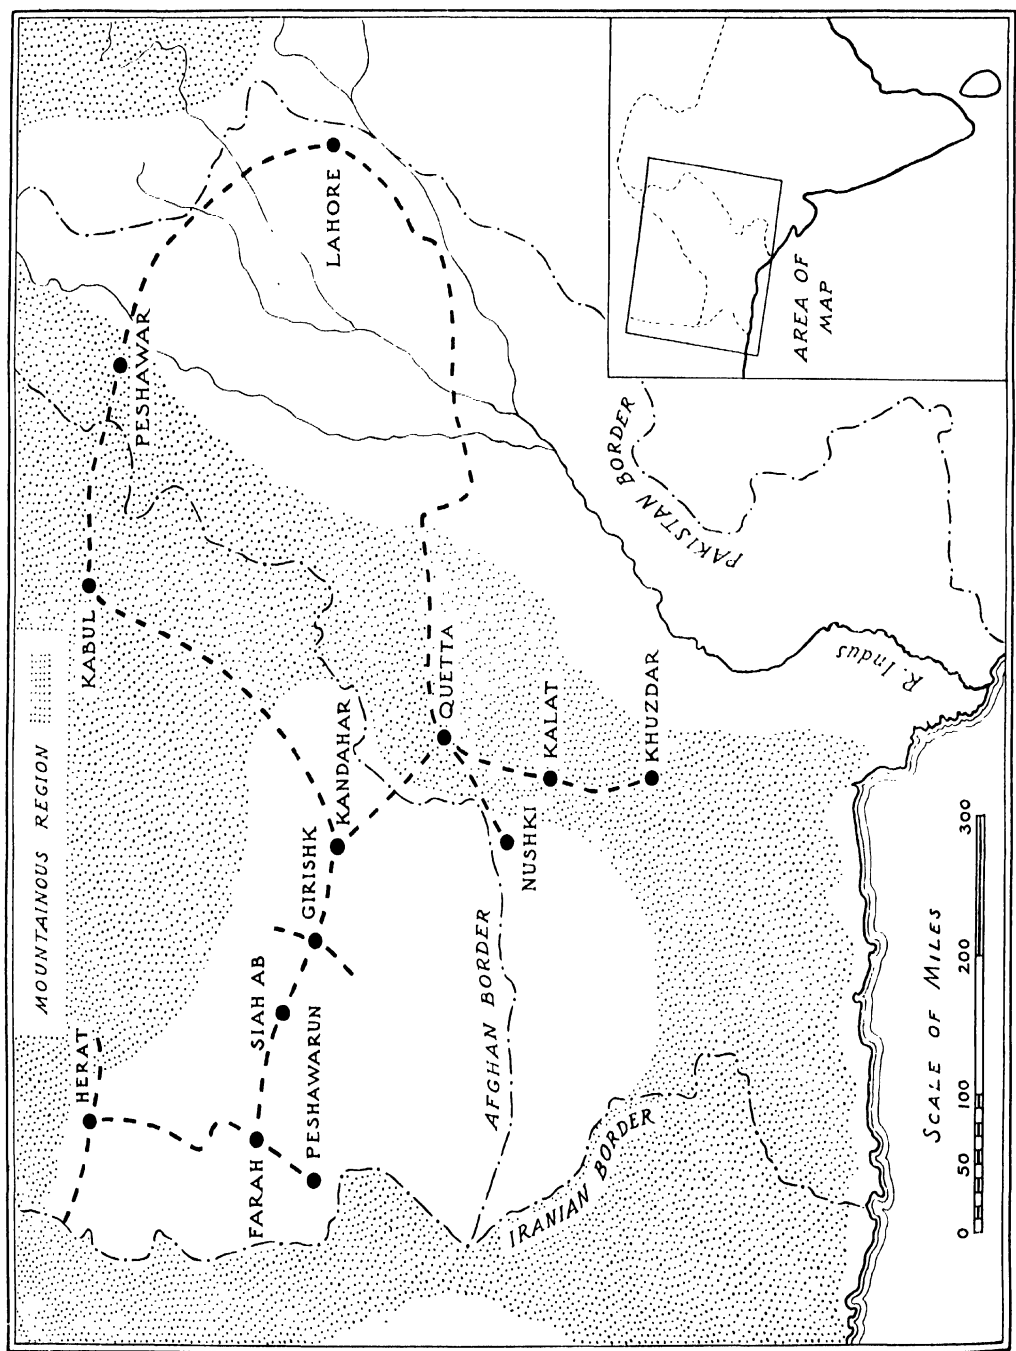 MOUNTAINOUS REGION
HERAT
KABUL
PESHAWAR
LAHORE
FARAH
SIAH AB
PESHAWARUN
GIRISHK
KANDAHAR
QUETTA
NUSHKI
KALAT
KHUZDAR
AFGHAN BORDER
IRANIAN BORDER
PAKISTAN BORDER
R. Indus
AREA OF
MAP
SCALE OF MILES
0 50 100 200 300